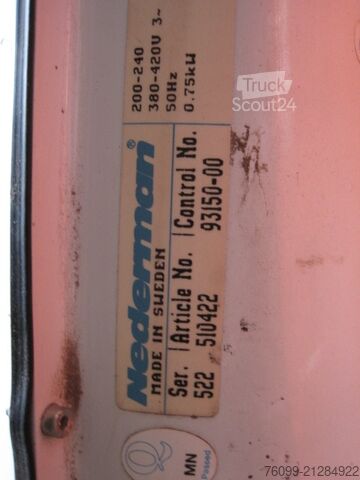 200-240
380-420V 3~
50Hz
0.75kW
Nederman®
MADE IN SWEDEN
Ser. Article No. Control No.
522 510422 93150-00
MN
Passed
Truck
Scout24
76099-21284922